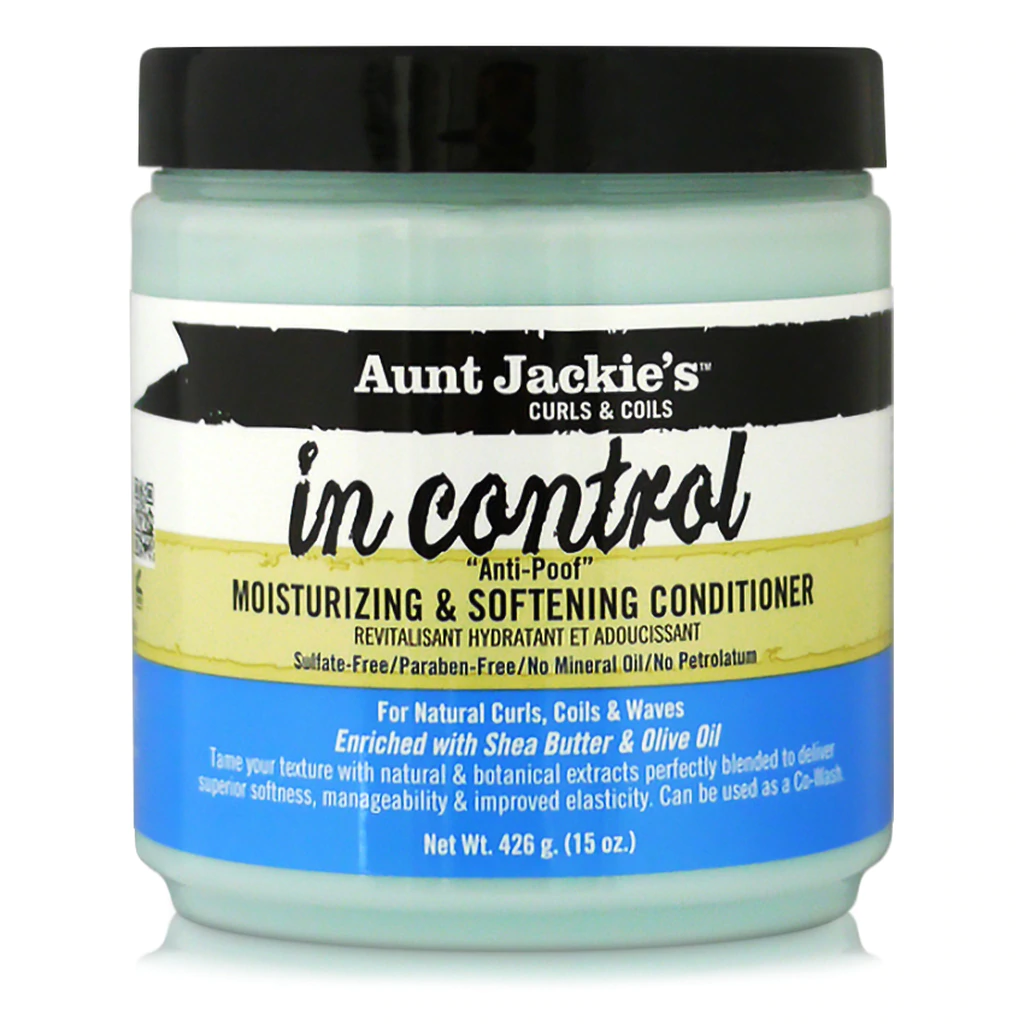 Aunt Jackie's™
CURLS & COILS
in control
"Anti-Poof"
MOISTURIZING & SOFTENING CONDITIONER
REVITALISANT HYDRATANT ET ADOUCISSANT
Sulfate-Free/Paraben-Free/No Mineral Oil/No Petrolatum
For Natural Curls, Coils & Waves
Enriched with Shea Butter & Olive Oil
Tame your texture with natural & botanical extracts perfectly blended to deliver
superior softness, manageability & improved elasticity. Can be used as a Co-Wash.
Net Wt. 426 g. (15 oz.)